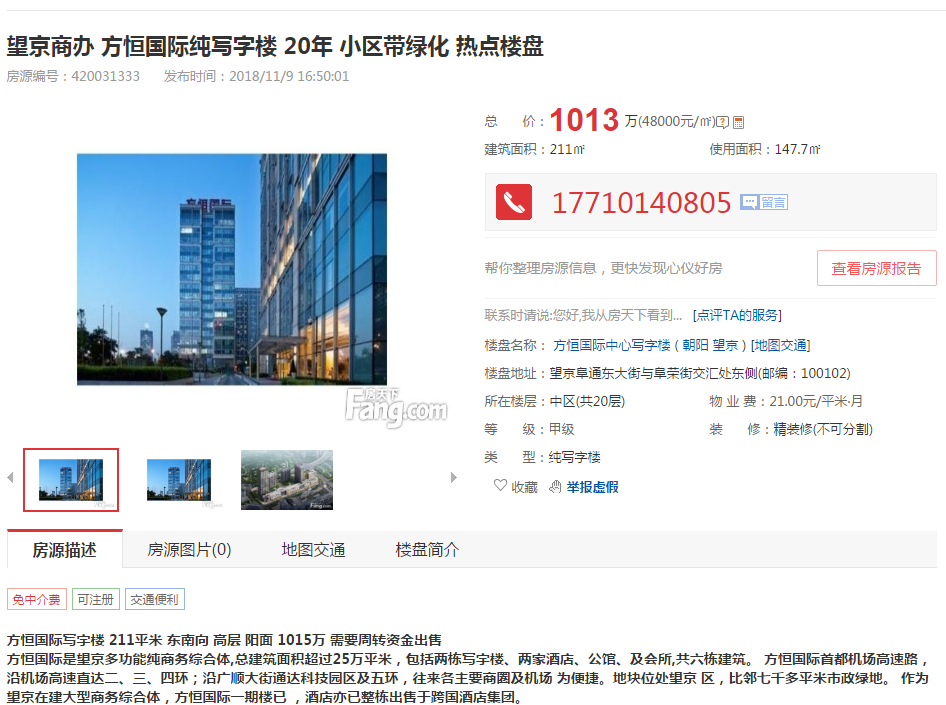 望京商办 方恒国际纯写字楼 20年 小区带绿化 热点楼盘
房源编号：420031333 发布时间：2018/11/9 16:50:01
总 价：1013 万(48000元/㎡)
建筑面积：211㎡ 使用面积：147.7㎡
方恒国际
17710140805 留言
帮你整理房源信息，更快发现心仪好房 查看房源报告
联系时请说:您好,我从房天下看到... [点评TA的服务]
楼盘名称： 方恒国际中心写字楼 ( 朝阳 望京 ) [地图交通]
楼盘地址：望京阜通东大街与阜荣街交汇处东侧(邮编：100102)
所在楼层：中区(共20层) 物 业 费：21.00元/平米·月
房天下
Fang.com
等 级：甲级 装 修：精装修(不可分割)
类 型：纯写字楼
收藏 举报虚假
房源描述 房源图片(0) 地图交通 楼盘简介
免中介费 可注册 交通便利
方恒国际写字楼 211平米 东南向 高层 阳面 1015万 需要周转资金出售
方恒国际是望京多功能纯商务综合体,总建筑面积超过25万平米，包括两栋写字楼、两家酒店、公馆、及会所,共六栋建筑。 方恒国际首都机场高速路，
沿机场高速直达二、三、四环；沿广顺大街通达科技园区及五环，往来各主要商圈及机场 为便捷。地块位处望京 区，比邻七千多平米市政绿地。 作为
望京在建大型商务综合体，方恒国际一期楼已 ，酒店亦已整栋出售于跨国酒店集团。